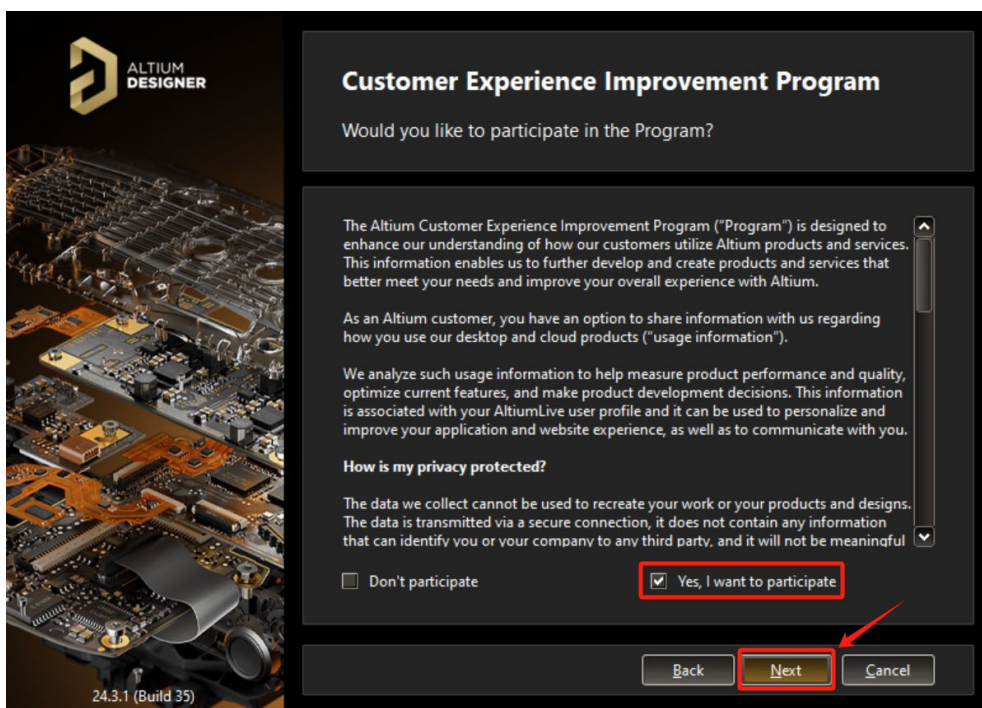 ALTIUM
DESIGNER
Customer Experience Improvement Program
Would you like to participate in the Program?
The Altium Customer Experience Improvement Program ("Program") is designed to
enhance our understanding of how our customers utilize Altium products and services.
This information enables us to further develop and create products and services that
better meet your needs and improve your overall experience with Altium.
As an Altium customer, you have an option to share information with us regarding
how you use our desktop and cloud products ("usage information").
We analyze such usage information to help measure product performance and quality,
optimize current features, and make product development decisions. This information
is associated with your AltiumLive user profile and it can be used to personalize and
improve your application and website experience, as well as to communicate with you.
How is my privacy protected?
The data we collect cannot be used to recreate your work or your products and designs.
The data is transmitted via a secure connection, it does not contain any information
that can identify you or your company to any third party, and it will not be meaningful
Don't participate
Yes, I want to participate
Back
Next
Cancel
24.3.1 (Build 35)